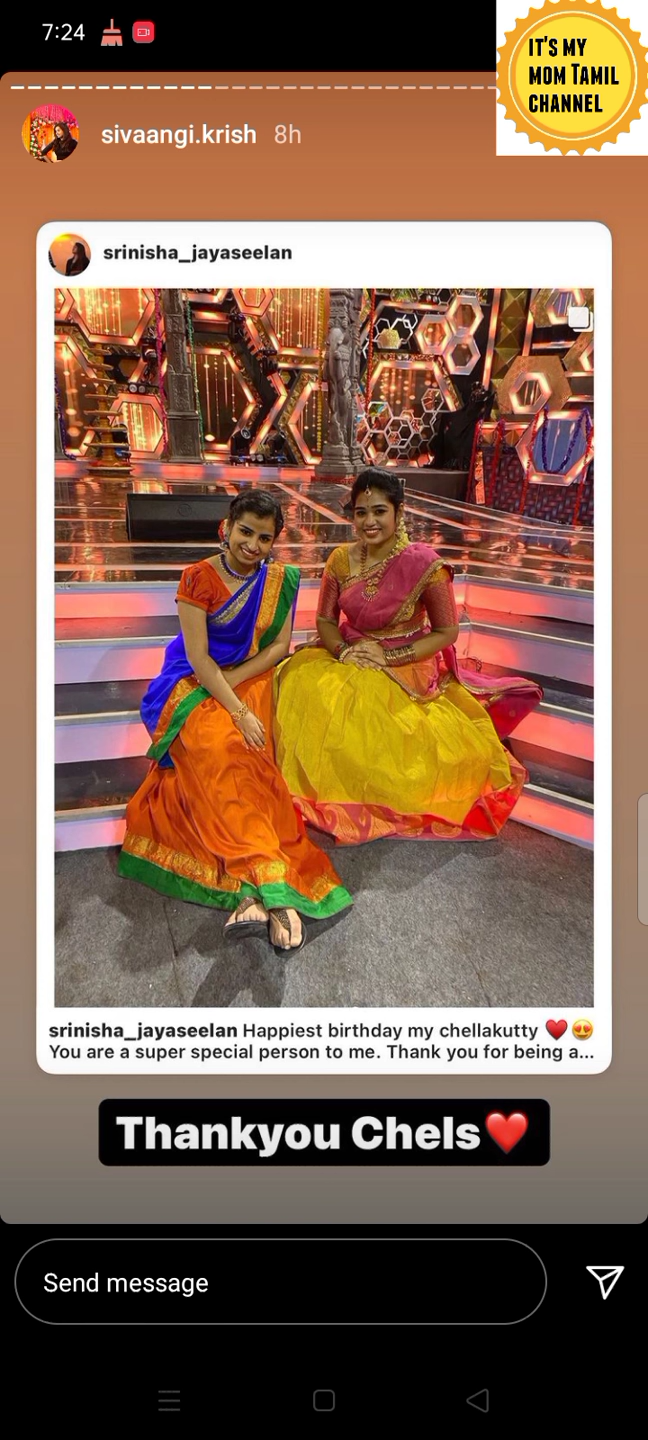 7:24
IT'S MY
MOM TAMIL
CHANNEL
sivaangi.krish 8h
srinisha_jayaseelan
srinisha_jayaseelan Happiest birthday my chellakutty ❤️😍
You are a super special person to me. Thank you for being a...
Thankyou Chels❤️
Send message